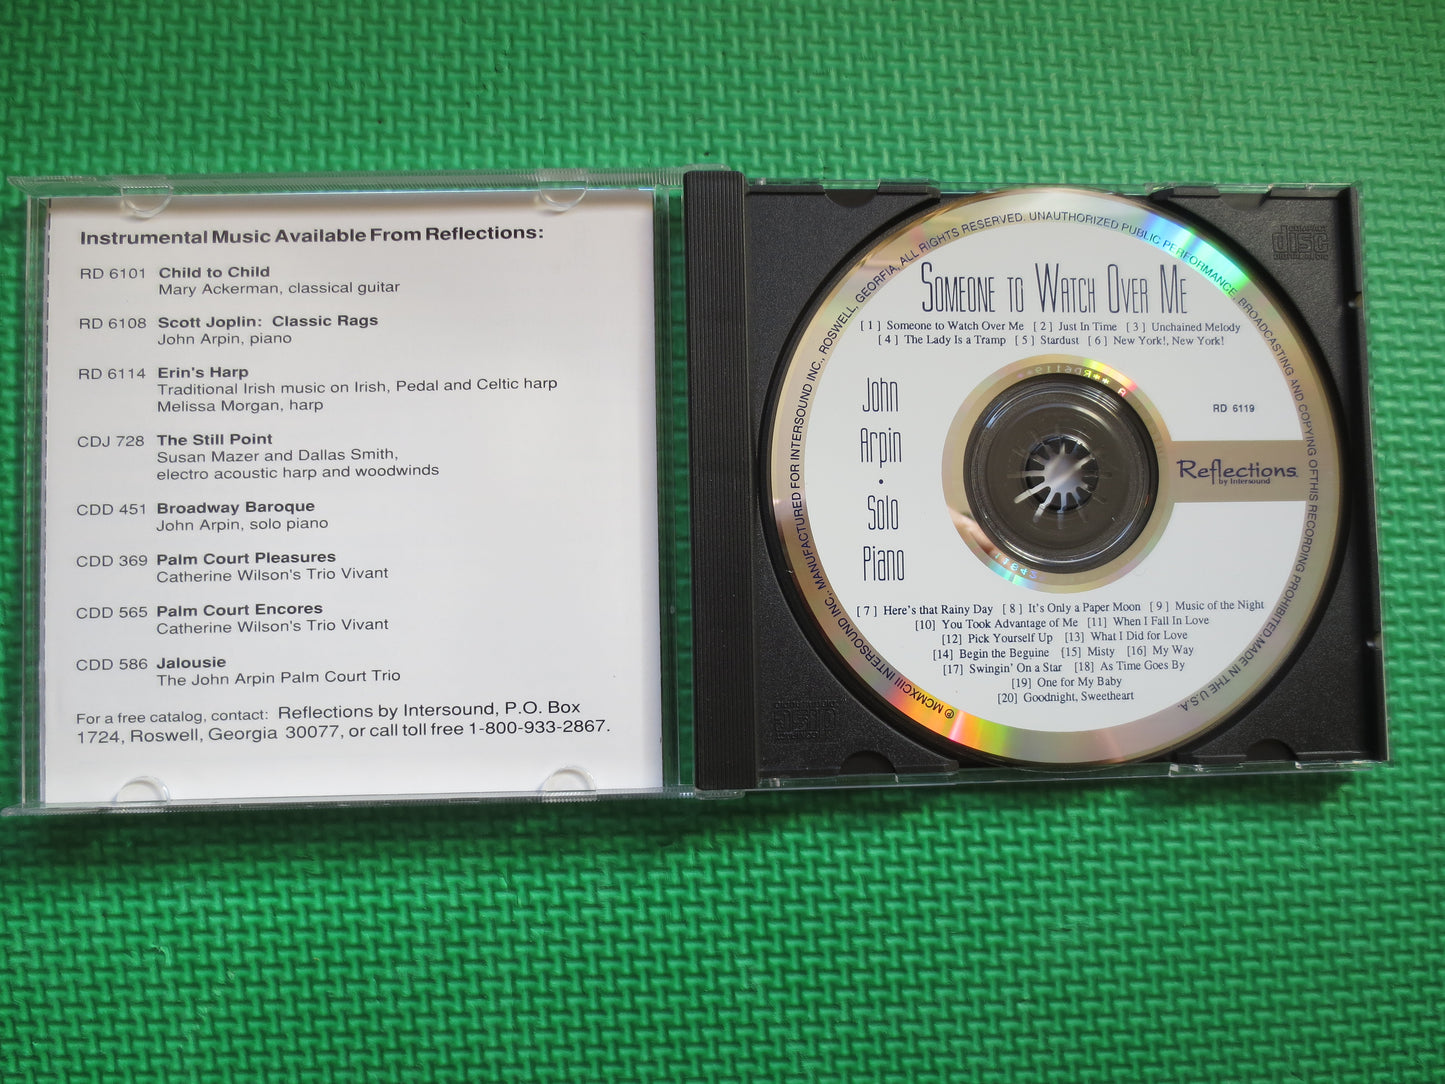 Instrumental Music Available From Reflections:
RD 6101 Child to Child
Mary Ackerman, classical guitar
RD 6108 Scott Joplin: Classic Rags
John Arpin, piano
RD 6114 Erin's Harp
Traditional Irish music on Irish, Pedal and Celtic harp
Melissa Morgan, harp
CDJ 728 The Still Point
Susan Mazer and Dallas Smith,
electro acoustic harp and woodwinds
CDD 451 Broadway Baroque
John Arpin, solo piano
CDD 369 Palm Court Pleasures
Catherine Wilson's Trio Vivant
CDD 565 Palm Court Encores
Catherine Wilson's Trio Vivant
CDD 586 Jalousie
The John Arpin Palm Court Trio
For a free catalog, contact: Reflections by Intersound, P.O. Box
1724, Roswell, Georgia 30077, or call toll free 1-800-933-2867.
℗ MCMXCIII INTERSOUND INC., MANUFACTURED FOR INTERSOUND INC., ROSWELL, GEORFIA, ALL RIGHTS RESERVED. UNAUTHORIZED PUBLIC PERFORMANCE, BROADCASTING AND COPYING OFTHIS RECORDING PROHIBITED. MADE IN THE U.S.A.
SOMEONE TO WATCH OVER ME
[1] Someone to Watch Over Me [2] Just In Time [3] Unchained Melody
[4] The Lady Is a Tramp [5] Stardust [6] New York!, New York!
John
Arpin
•
Solo
Piano
RD 6119
Reflections
by Intersound
[7] Here's that Rainy Day [8] It's Only a Paper Moon [9] Music of the Night
[10] You Took Advantage of Me [11] When I Fall In Love
[12] Pick Yourself Up [13] What I Did for Love
[14] Begin the Beguine [15] Misty [16] My Way
[17] Swingin' On a Star [18] As Time Goes By
[19] One for My Baby
[20] Goodnight, Sweetheart
disc